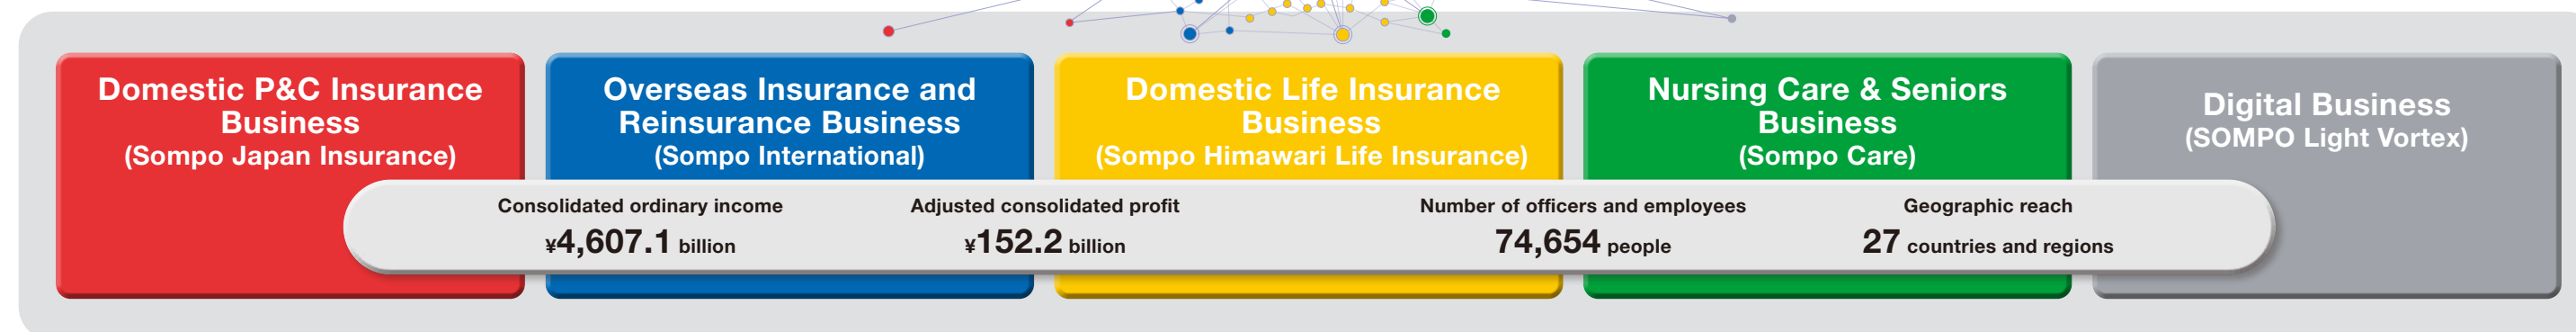 Domestic P&C Insurance
Business
(Sompo Japan Insurance)
Overseas Insurance and
Reinsurance Business
(Sompo International)
Domestic Life Insurance
Business
(Sompo Himawari Life Insurance)
Nursing Care & Seniors
Business
(Sompo Care)
Digital Business
(SOMPO Light Vortex)
Consolidated ordinary income
¥4,607.1 billion
Adjusted consolidated profit
¥152.2 billion
Number of officers and employees
74,654 people
Geographic reach
27 countries and regions